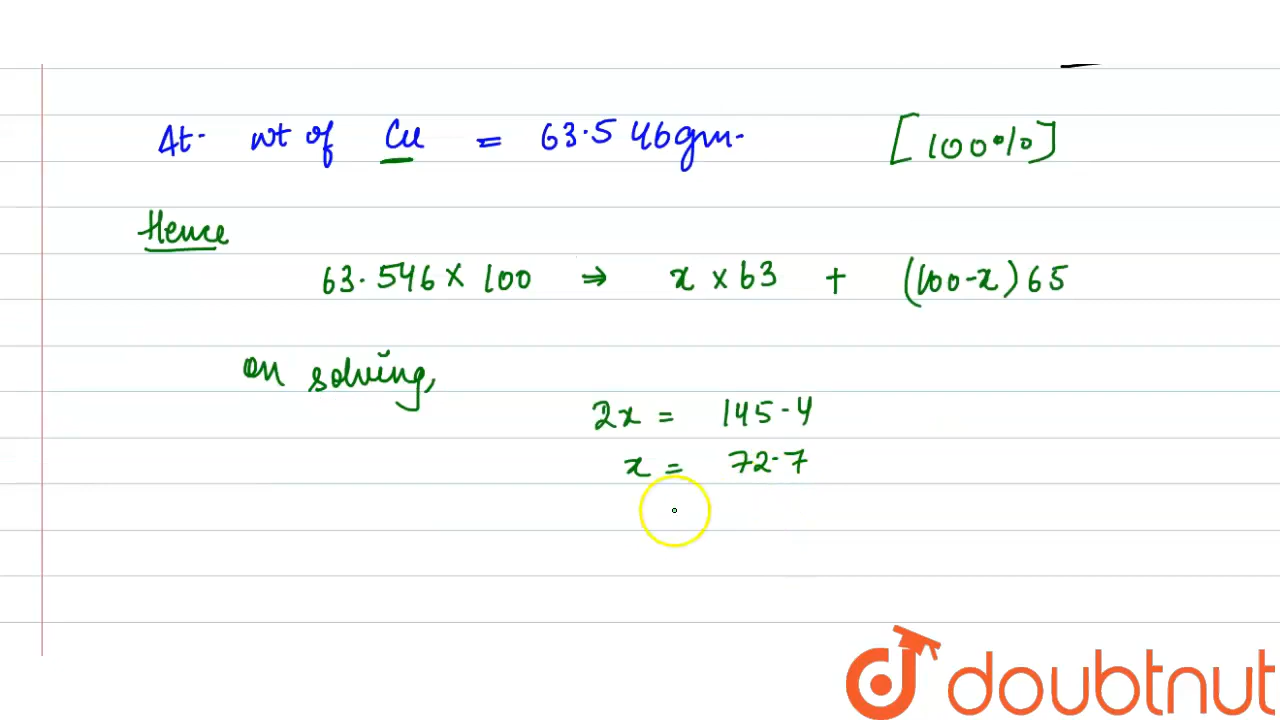 At. wt of Cu = 63.546gm. [100%]
Hence
63.546 × 100 ⇒ x × 63 + (100-x) 65
on solving,
2x = 145.4
x = 72.7
doubtnut